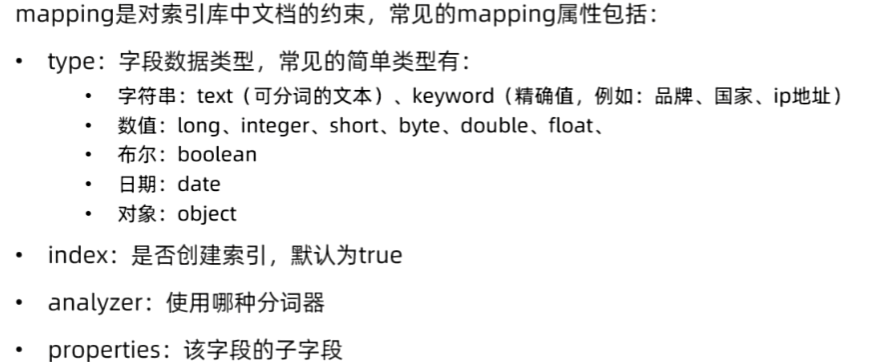 mapping是对索引库中文档的约束，常见的mapping属性包括：
• type：字段数据类型，常见的简单类型有：
• 字符串：text（可分词的文本）、keyword（精确值，例如：品牌、国家、ip地址）
• 数值：long、integer、short、byte、double、float、
• 布尔：boolean
• 日期：date
• 对象：object
• index：是否创建索引，默认为true
• analyzer：使用哪种分词器
• properties：该字段的子字段